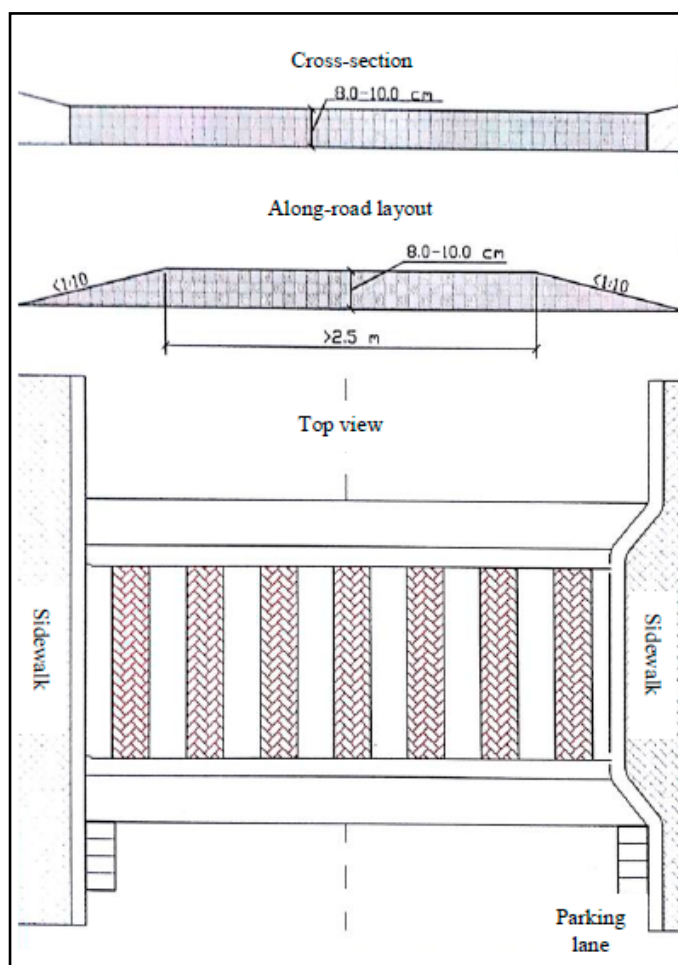 Cross-section
8.0-10.0 cm
Along-road layout
8.0-10.0 cm
<1:10
<1:10
>2.5 m
Top view
Sidewalk
Sidewalk
Parking
lane